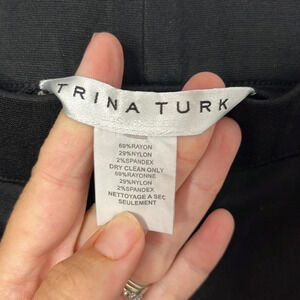 TRINA TURK
69%RAYON
29%NYLON
2%SPANDEX
DRY CLEAN ONLY
69%RAYONNE
29%NYLON
2%SPANDEX
NETTOYAGE A SEC
SEULEMENT